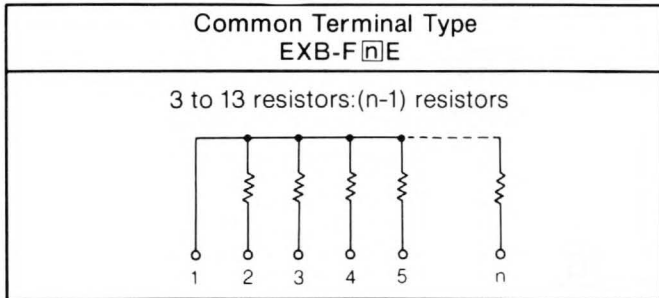 Common Terminal Type
EXB-FnE
3 to 13 resistors:(n-1) resistors
1 2 3 4 5 n